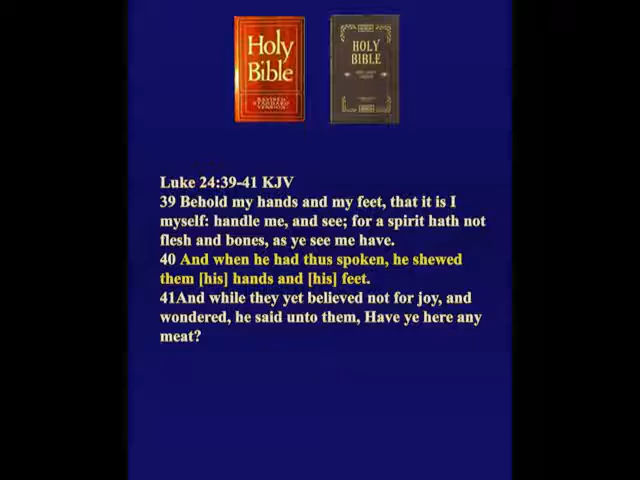 Holy
Bible
REVISED
STANDARD
VERSION
HOLY
BIBLE
Luke 24:39-41 KJV
39 Behold my hands and my feet, that it is I
myself: handle me, and see; for a spirit hath not
flesh and bones, as ye see me have.
40 And when he had thus spoken, he shewed
them [his] hands and [his] feet.
41And while they yet believed not for joy, and
wondered, he said unto them, Have ye here any
meat?